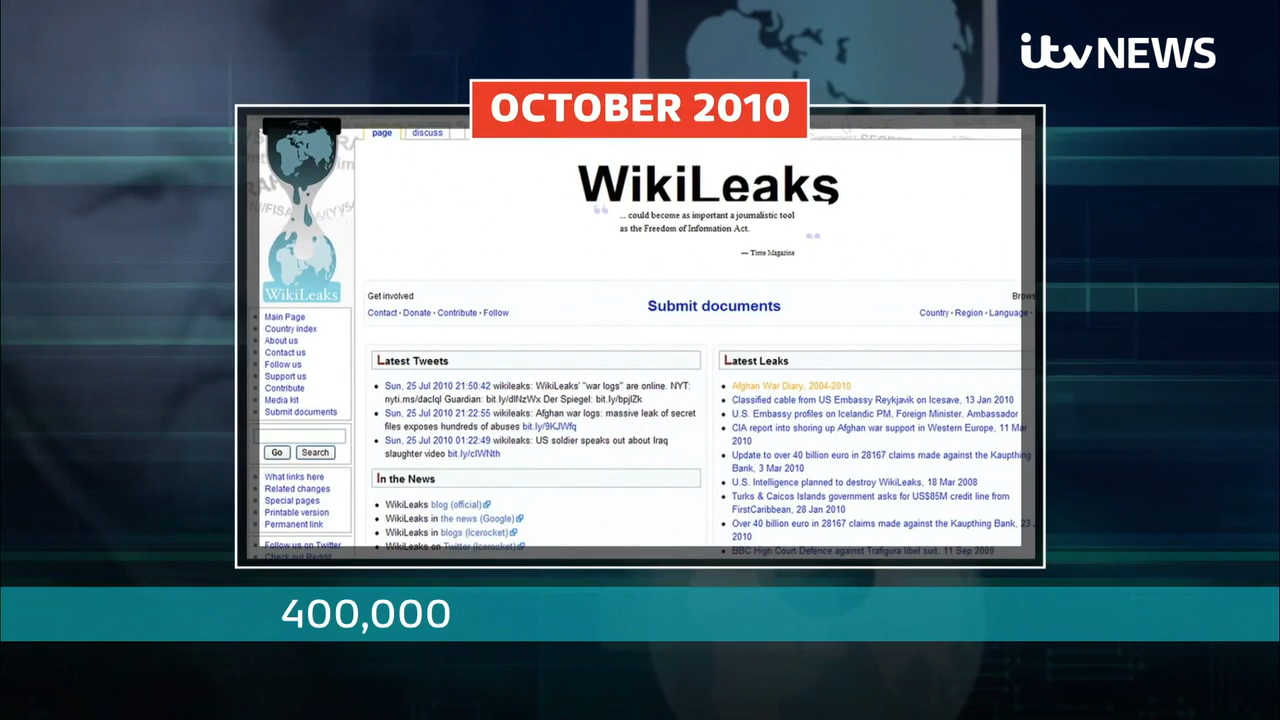 itv NEWS
OCTOBER 2010
page discuss
WikiLeaks
... could become as important a journalistic tool
as the Freedom of Information Act.
— Time Magazine
WikiLeaks
Get involved
Contact · Donate · Contribute · Follow
Submit documents
Country · Region · Language ·
Main Page
Country index
About us
Contact us
Follow us
Support us
Contribute
Media kit
Submit documents
Go Search
What links here
Related changes
Special pages
Printable version
Permanent link
Follow us on Twitter
Check out Reddit
Latest Tweets
Sun, 25 Jul 2010 21:50:42 wikileaks: WikiLeaks' "war logs" are online. NYT:
nyti.ms/daclql Guardian: bit.ly/dlNzWx Der Spiegel: bit.ly/bpjlZk
Sun, 25 Jul 2010 21:22:55 wikileaks: Afghan war logs: massive leak of secret
files exposes hundreds of abuses bit.ly/9KJWfq
Sun, 25 Jul 2010 01:22:49 wikileaks: US soldier speaks out about Iraq
slaughter video bit.ly/clWNth
In the News
WikiLeaks blog (official)
WikiLeaks in the news (Google)
WikiLeaks in blogs (Icerocket)
WikiLeaks on Twitter (Icerocket)
Latest Leaks
Afghan War Diary, 2004-2010
Classified cable from US Embassy Reykjavik on Icesave, 13 Jan 2010
U.S. Embassy profiles on Icelandic PM, Foreign Minister, Ambassador
CIA report into shoring up Afghan war support in Western Europe, 11 Mar
2010
Update to over 40 billion euro in 28167 claims made against the Kaupthing
Bank, 3 Mar 2010
U.S. Intelligence planned to destroy WikiLeaks, 18 Mar 2008
Turks & Caicos Islands government asks for US$85M credit line from
FirstCaribbean, 28 Jan 2010
Over 40 billion euro in 28167 claims made against the Kaupthing Bank, 23
2010
BBC High Court Defence against Trafigura libel suit, 11 Sep 2009
400,000